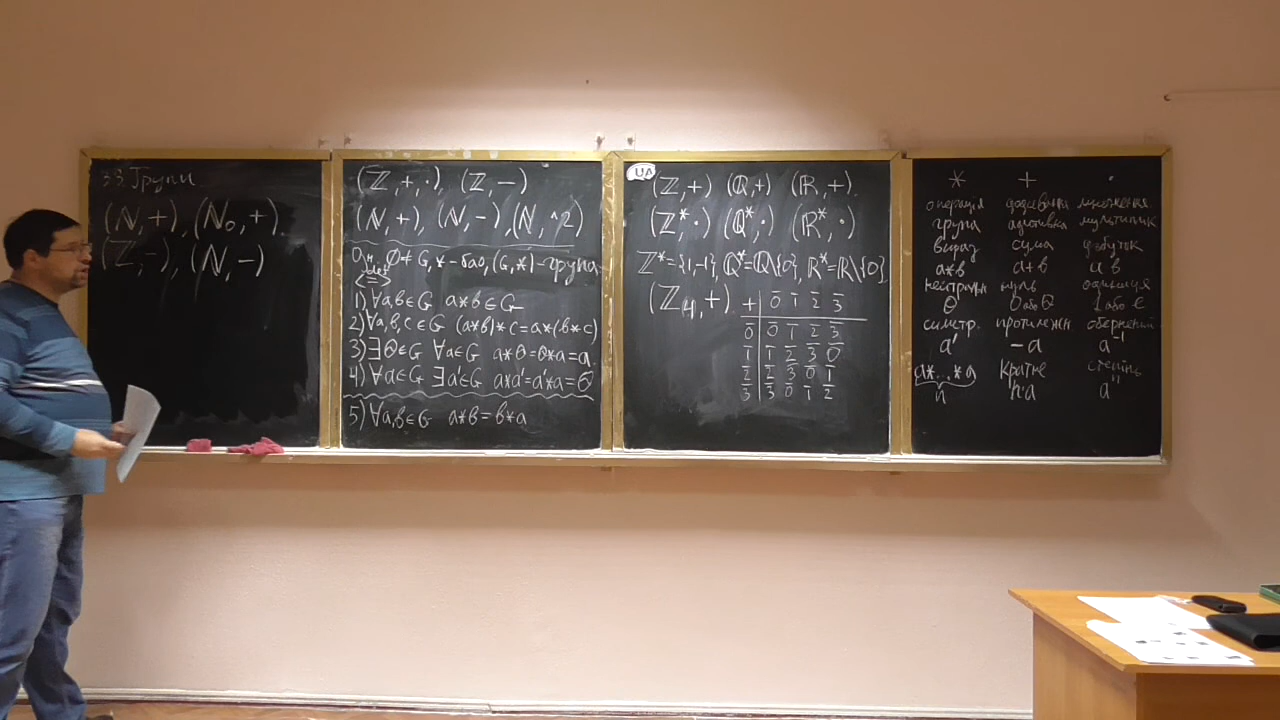 33. Групи
(ℕ,+), (ℕ₀,+)
(ℤ,-), (ℕ,-)
(ℤ,+,·), (ℤ,-)
(ℕ,+), (ℕ,-), (ℕ,^2)
Оз. ∅≠G, *-бао, (G,*)-група
def
<=>
1) ∀a,b∈G a*b∈G
2) ∀a,b,c∈G (a*b)*c=a*(b*c)
3) ∃Θ∈G ∀a∈G a*Θ=Θ*a=a
4) ∀a∈G ∃a'∈G a*a'=a'*a=Θ
5) ∀a,b∈G a*b=b*a
UA
(ℤ,+) (ℚ,+) (ℝ,+)
(ℤ*,·) (ℚ*,·) (ℝ*,·)
ℤ*={1,-1}, ℚ*=ℚ\{0}, ℝ*=ℝ\{0}
(ℤ₄,+)
+ 0̄ 1̄ 2̄ 3̄
0̄ 0̄ 1̄ 2̄ 3̄
1̄ 1̄ 2̄ 3̄ 0̄
2̄ 2̄ 3̄ 0̄ 1̄
3̄ 3̄ 0̄ 1̄ 2̄
* + ·
операція додавання множення
група адитивна мультиплік
вираз сума добуток
a*b a+b ab
нейтральн нуль одиниця
Θ 0 або Θ 1 або e
симетр. протилежн обернений
a' -a a⁻¹
a*...*a кратне степінь
n na aⁿ